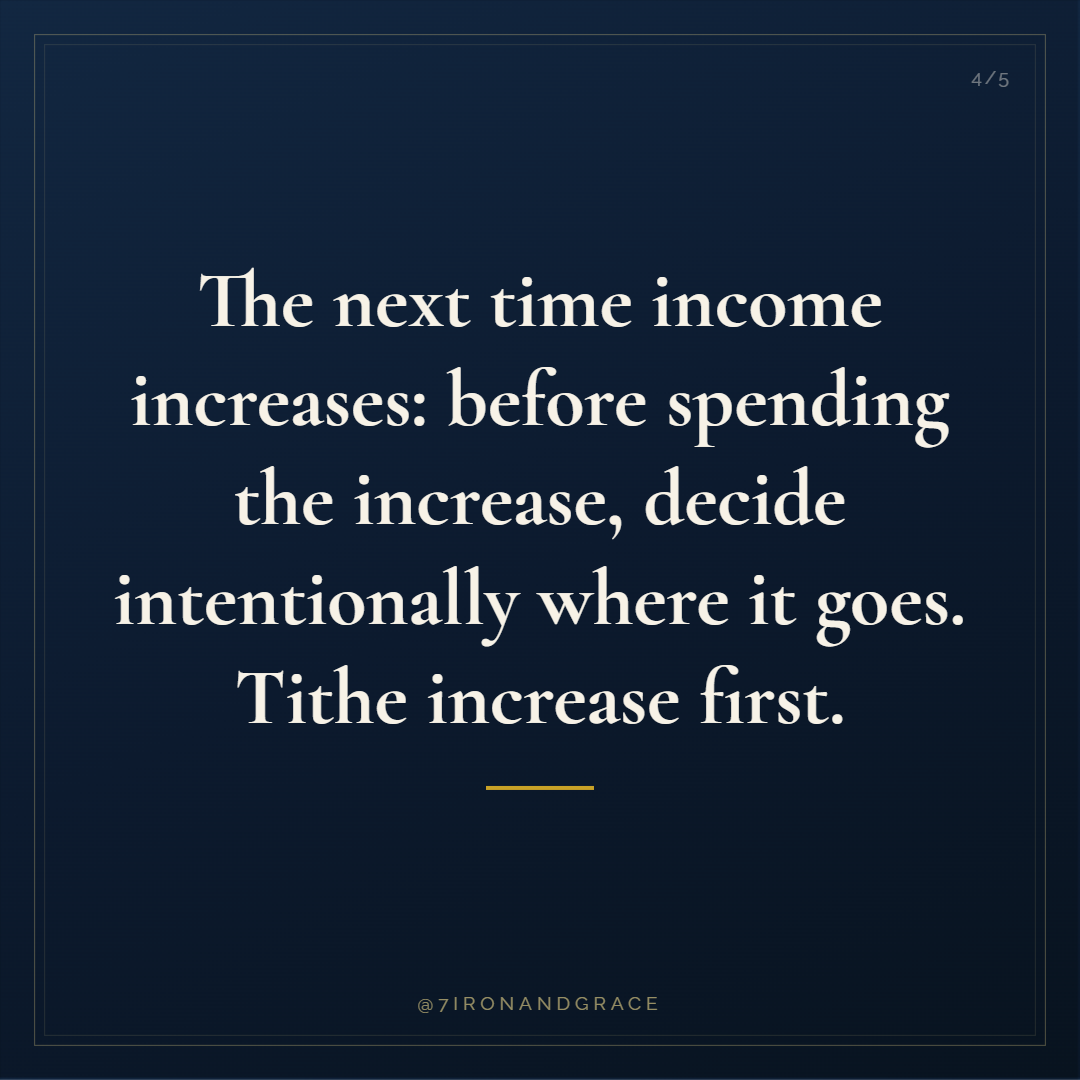 4/5
The next time income
increases: before spending
the increase, decide
intentionally where it goes.
Tithe increase first.
@7IRONANDGRACE